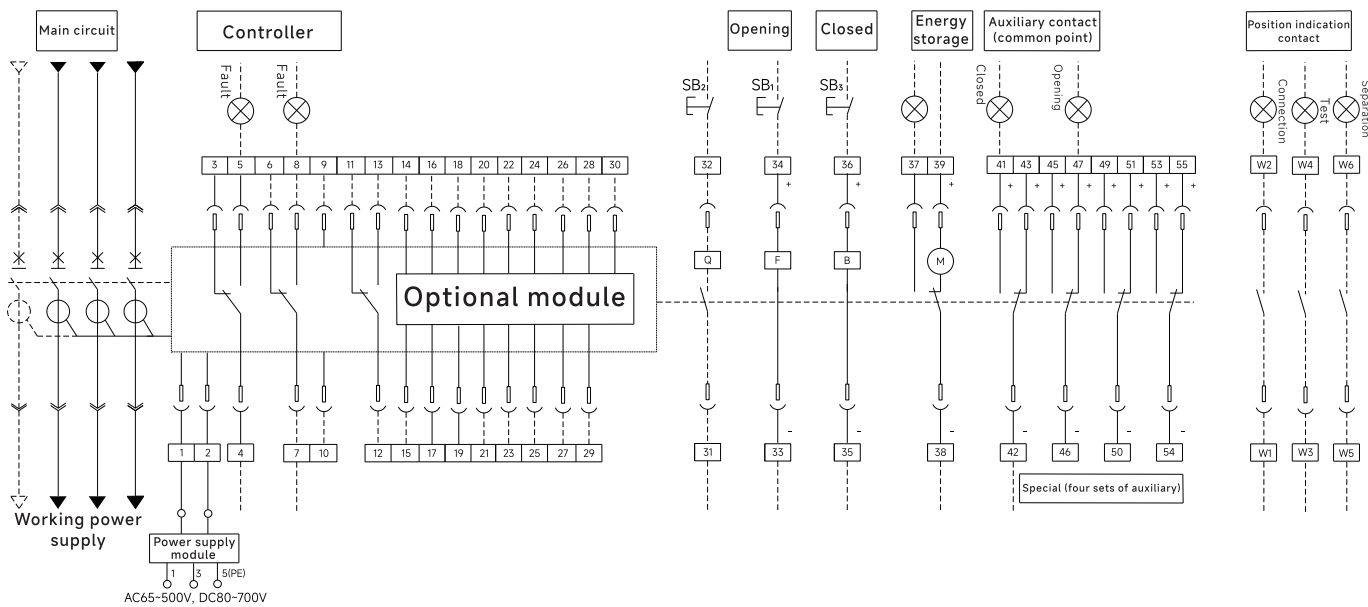 Main circuit
Controller
Opening
Closed
Energy
storage
Auxiliary contact
(common point)
Position indication
contact
Fault
Fault
SB₂
SB₁
SB₃
Closed
Opening
Connection
Test
Separation
3 5 6 8 9 11 13 14 16 18 20 22 24 26 28 30
32 34 36 37 39 41 43 45 47 49 51 53 55 W2 W4 W6
+ + + + + + + + + + +
Q F B M
Optional module
- - - - - - -
1 2 4 7 10 12 15 17 19 21 23 25 27 29
31 33 35 38 42 46 50 54 W1 W3 W5
Special (four sets of auxiliary)
Working power
supply
Power supply
module
1 3 5(PE)
AC65~500V, DC80~700V